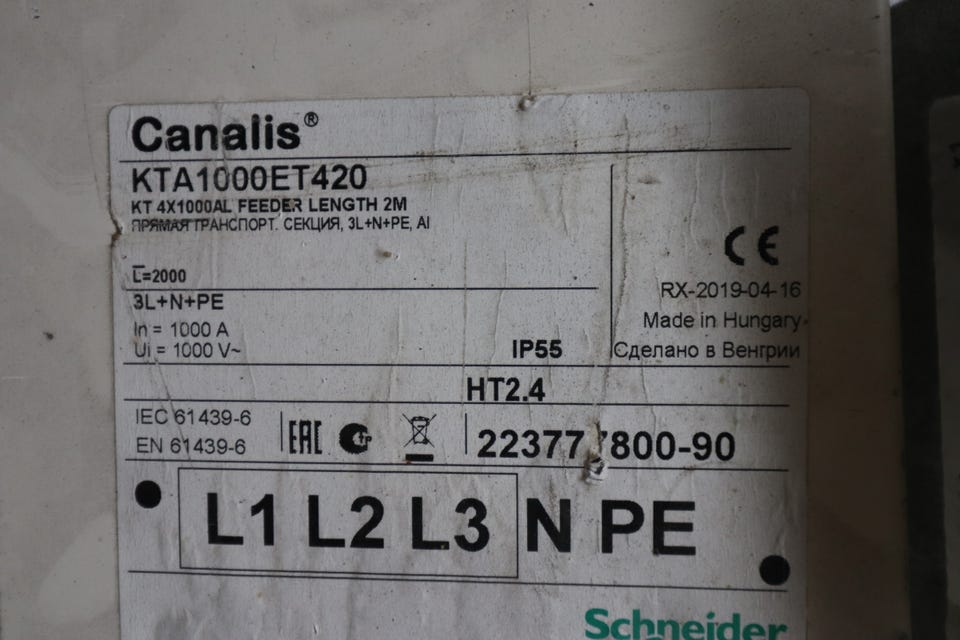 Canalis®
KTA1000ET420
KT 4X1000AL FEEDER LENGTH 2M
ПРЯМАЯ ТРАНСПОРТ. СЕКЦИЯ, 3L+N+PE, Al
L=2000
3L+N+PE
In = 1000 A
Ui = 1000 V~
IP55
CE
RX-2019-04-16
Made in Hungary
Сделано в Венгрии
HT2.4
IEC 61439-6
EN 61439-6
EAC
223777800-90
L1 L2 L3 N PE
Schneider